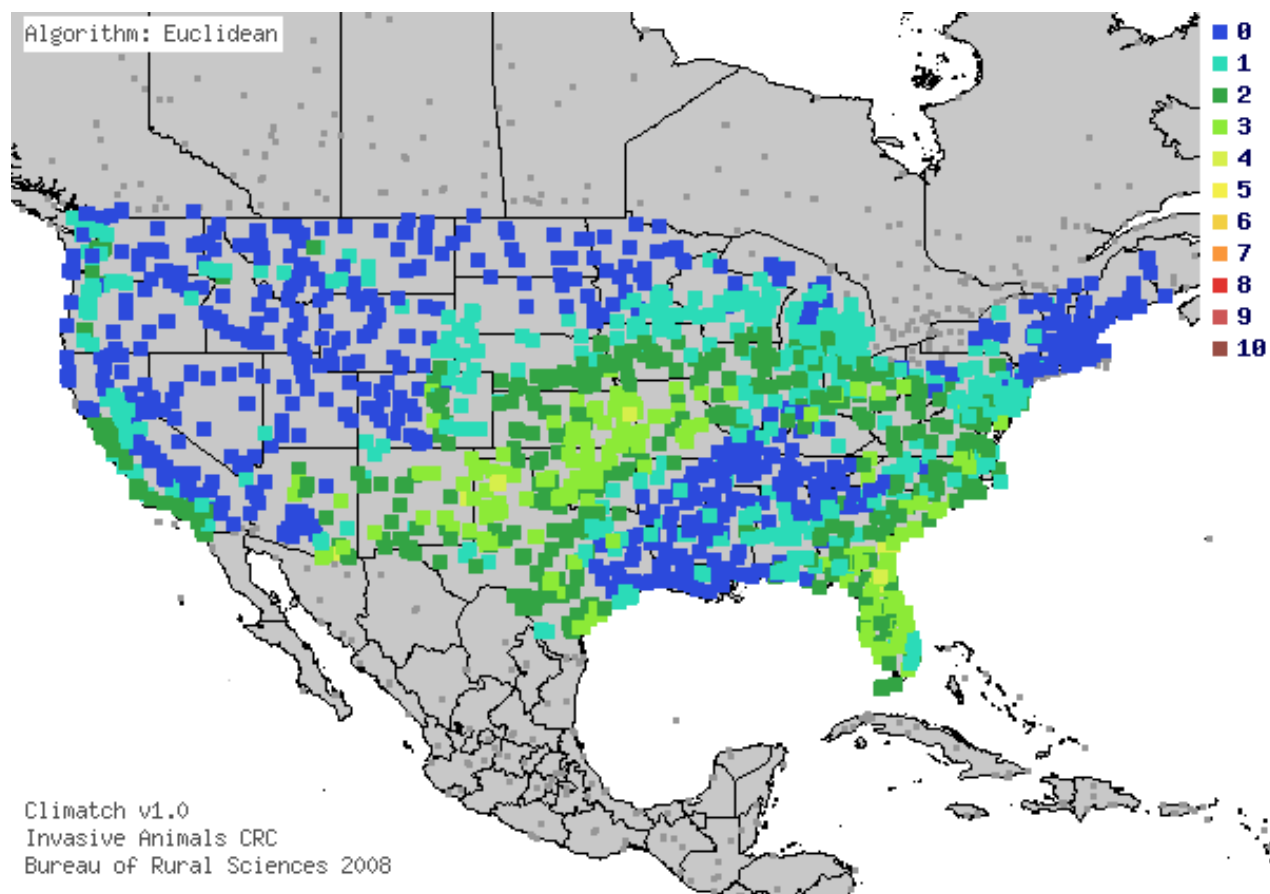 Algorithm: Euclidean
0
1
2
3
4
5
6
7
8
9
10
Climatch v1.0
Invasive Animals CRC
Bureau of Rural Sciences 2008